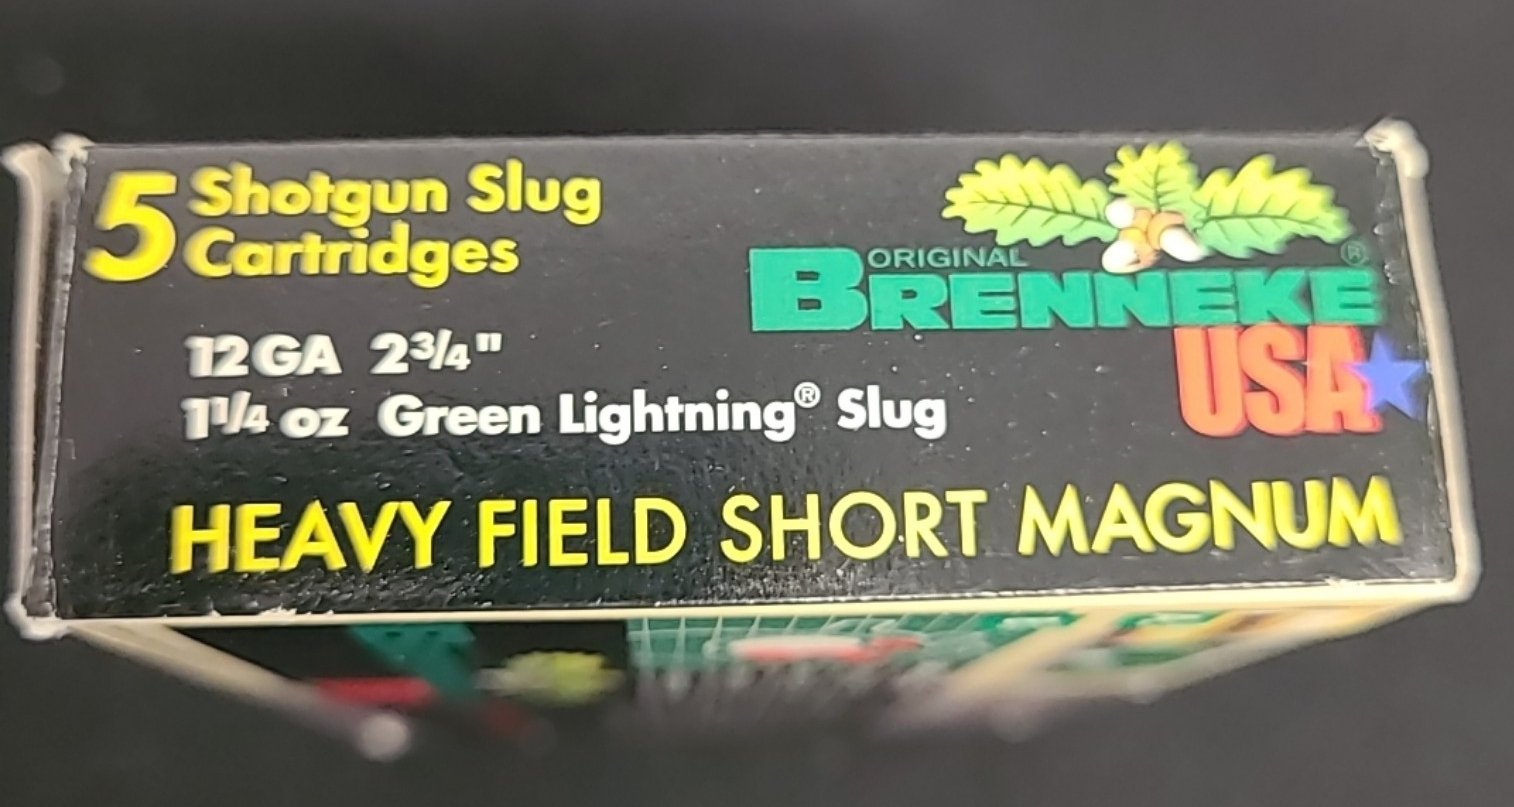 5 Shotgun Slug
Cartridges
12GA 2¾"
1¼ oz Green Lightning® Slug
HEAVY FIELD SHORT MAGNUM
ORIGINAL
BRENNEKE®
USA